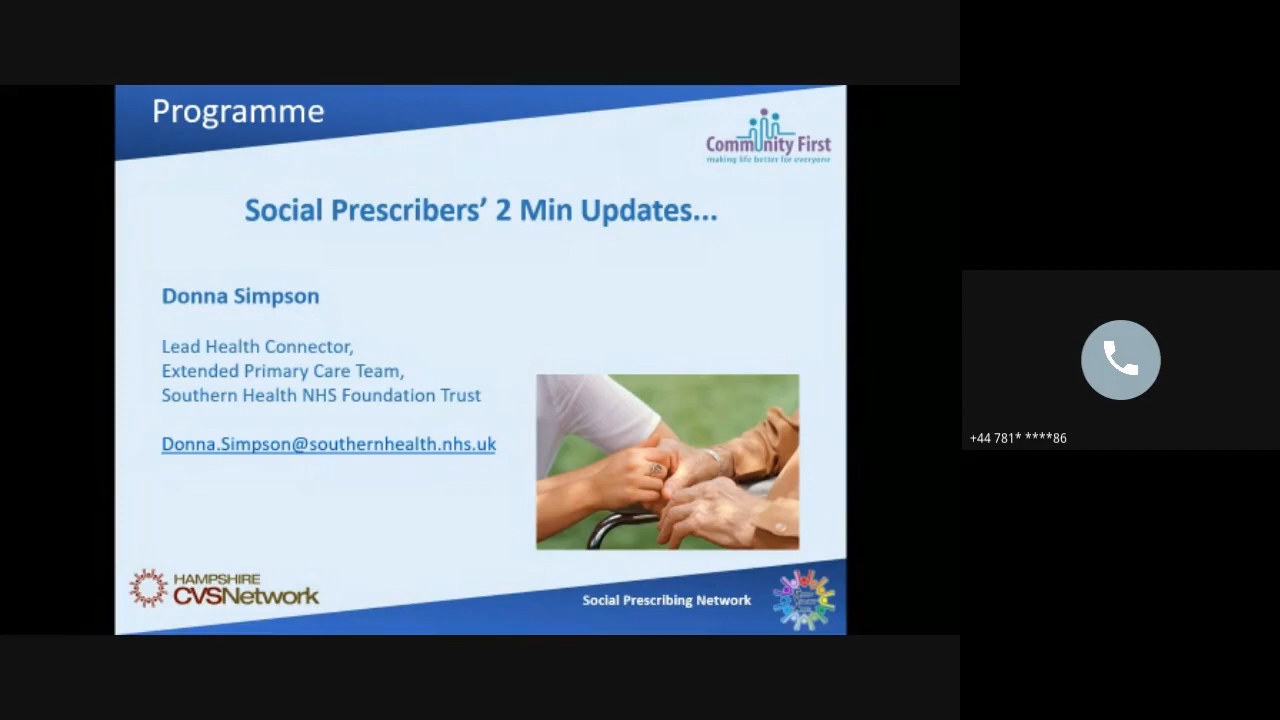 Programme
Community First
making life better for everyone
Social Prescribers’ 2 Min Updates...
Donna Simpson
Lead Health Connector,
Extended Primary Care Team,
Southern Health NHS Foundation Trust
Donna.Simpson@southernhealth.nhs.uk
+44 781* ****86
HAMPSHIRE
CVSNetwork
Social Prescribing Network